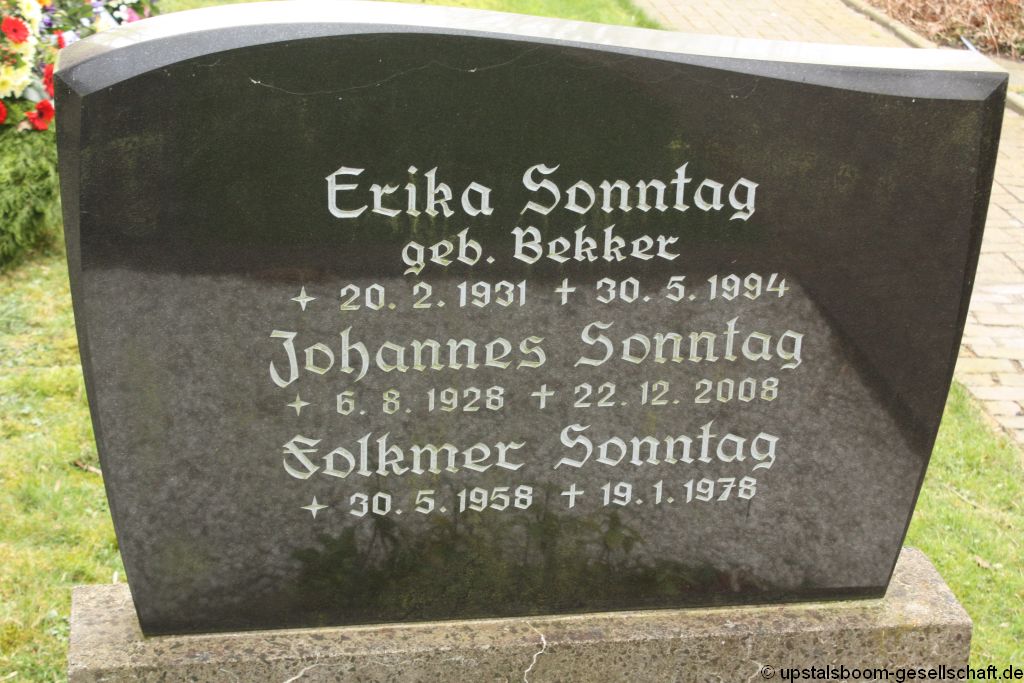 Erika Sonntag
geb. Bekker
✦ 20. 2. 1931 ✝ 30. 5. 1994
Johannes Sonntag
✦ 6. 8. 1928 ✝ 22. 12. 2008
Folkmer Sonntag
✦ 30. 5. 1958 ✝ 19. 1. 1978
© upstalsboom-gesellschaft.de